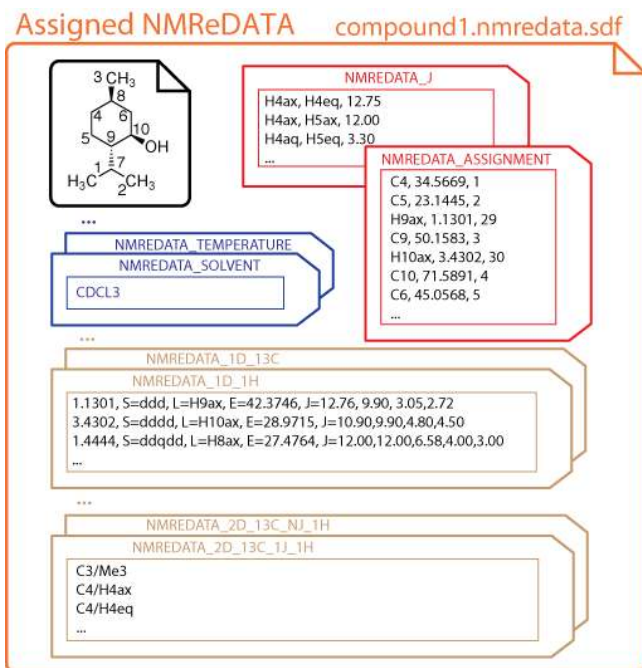 Assigned NMReDATA compound1.nmredata.sdf
3 CH₃
8
4 6
10
5 9 OH
7
1
H₃C 2 CH₃
...
NMREDATA_J
H4ax, H4eq, 12.75
H4ax, H5ax, 12.00
H4aq, H5eq, 3.30
...
NMREDATA_ASSIGNMENT
C4, 34.5669, 1
C5, 23.1445, 2
H9ax, 1.1301, 29
C9, 50.1583, 3
H10ax, 3.4302, 30
C10, 71.5891, 4
C6, 45.0568, 5
...
NMREDATA_TEMPERATURE
NMREDATA_SOLVENT
CDCL3
...
NMREDATA_1D_13C
NMREDATA_1D_1H
1.1301, S=ddd, L=H9ax, E=42.3746, J=12.76, 9.90, 3.05,2.72
3.4302, S=dddd, L=H10ax, E=28.9715, J=10.90,9.90,4.80,4.50
1.4444, S=ddqdd, L=H8ax, E=27.4764, J=12.00,12.00,6.58,4.00,3.00
...
...
NMREDATA_2D_13C_NJ_1H
NMREDATA_2D_13C_1J_1H
C3/Me3
C4/H4ax
C4/H4eq
...